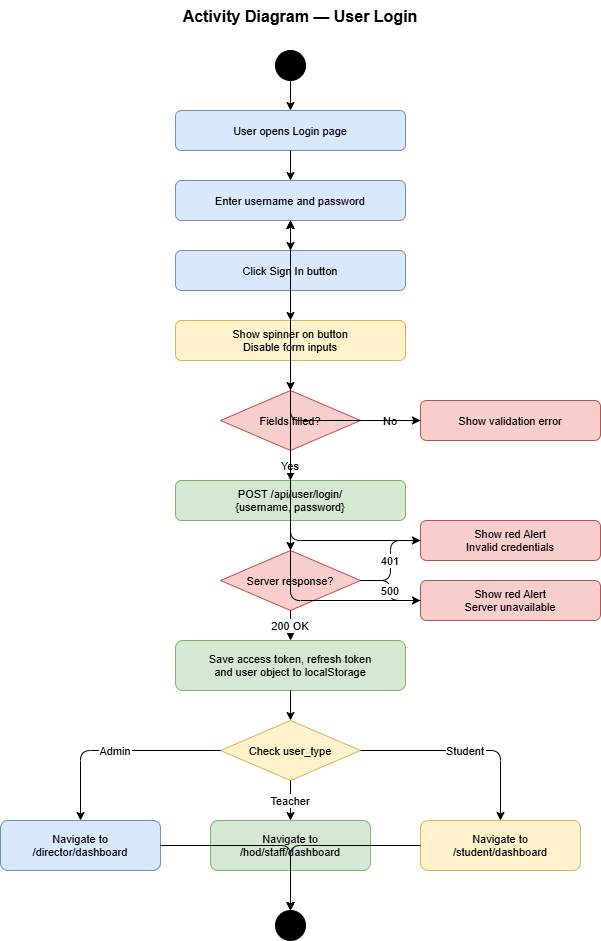 Activity Diagram — User Login
User opens Login page
Enter username and password
Click Sign In button
Show spinner on button
Disable form inputs
Fields filled?
No
Show validation error
Yes
POST /api/user/login/
{username, password}
Show red Alert
Invalid credentials
401
Server response?
500
Show red Alert
Server unavailable
200 OK
Save access token, refresh token
and user object to localStorage
Admin
Check user_type
Student
Teacher
Navigate to
/director/dashboard
Navigate to
/hod/staff/dashboard
Navigate to
/student/dashboard